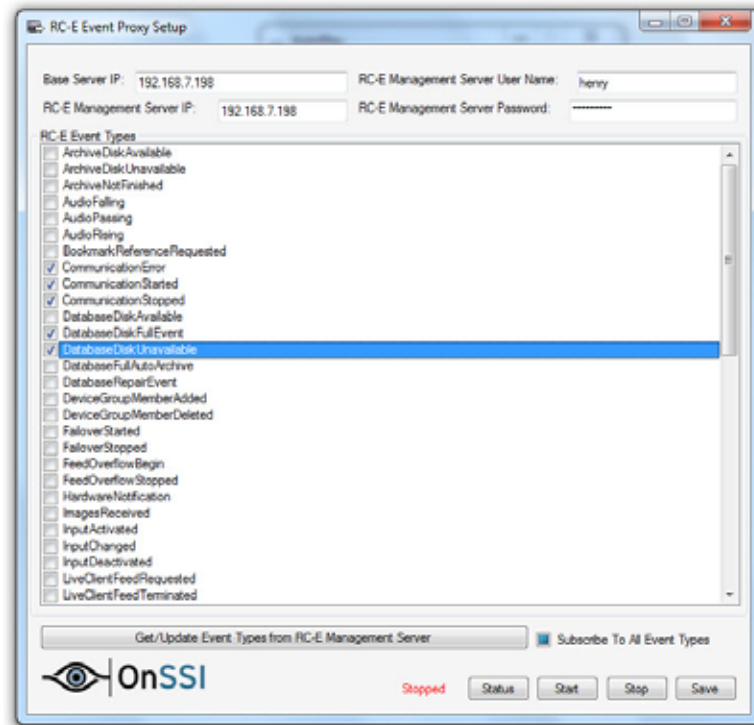 RC-E Event Proxy Setup
Base Server IP: 192.168.7.198 RC-E Management Server User Name: henry
RC-E Management Server IP: 192.168.7.198 RC-E Management Server Password: ---------
RC-E Event Types
ArchiveDiskAvailable
ArchiveDiskUnavailable
ArchiveNotFinished
AudioFalling
AudioPassing
AudioRising
BookmarkReferenceRequested
CommunicationError
CommunicationStarted
CommunicationStopped
DatabaseDiskAvailable
DatabaseDiskFullEvent
DatabaseDiskUnavailable
DatabaseFullAutoArchive
DatabaseRepairEvent
DeviceGroupMemberAdded
DeviceGroupMemberDeleted
FailoverStarted
FailoverStopped
FeedOverflowBegin
FeedOverflowStopped
HardwareNotification
ImagesReceived
InputActivated
InputChanged
InputDeactivated
LiveClientFeedRequested
LiveClientFeedTerminated
Get/Update Event Types from RC-E Management Server Subscribe To All Event Types
OnSSI
Stopped Status Start Stop Save